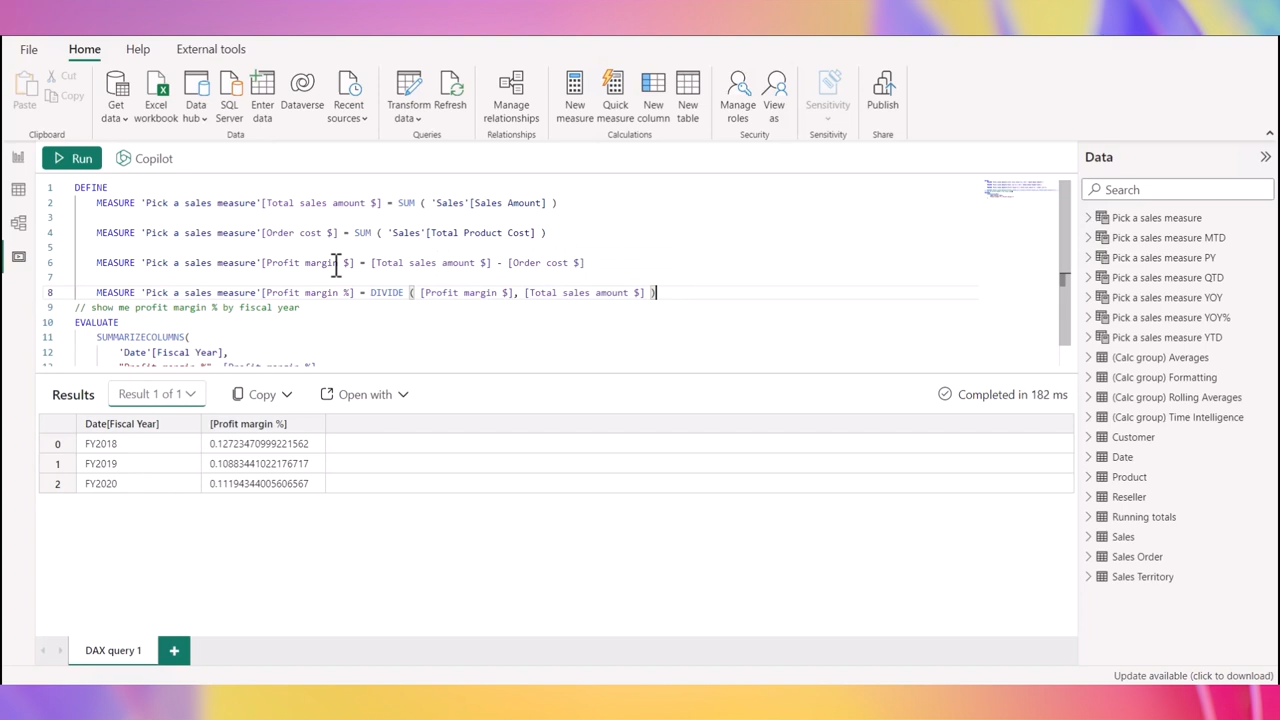 File Home Help External tools
Cut
Copy
Paste
Get data
Excel workbook
Data hub
SQL Server
Enter data
Dataverse
Recent sources
Transform data
Refresh
Manage relationships
New measure
Quick measure
New column
New table
Manage roles
View as
Sensitivity
Publish
Clipboard Data Queries Relationships Calculations Security Sensitivity Share
Run Copilot
1 DEFINE
2 MEASURE 'Pick a sales measure'[Total sales amount $] = SUM ( 'Sales'[Sales Amount] )
3
4 MEASURE 'Pick a sales measure'[Order cost $] = SUM ( 'Sales'[Total Product Cost] )
5
6 MEASURE 'Pick a sales measure'[Profit margin $] = [Total sales amount $] - [Order cost $]
7
8 MEASURE 'Pick a sales measure'[Profit margin %] = DIVIDE ( [Profit margin $], [Total sales amount $] )
9 // show me profit margin % by fiscal year
10 EVALUATE
11 SUMMARIZECOLUMNS(
12 'Date'[Fiscal Year],
Results Result 1 of 1 Copy Open with Completed in 182 ms
Date[Fiscal Year] [Profit margin %]
0 FY2018 0.12723470999221562
1 FY2019 0.10883441022176717
2 FY2020 0.11194344005606567
DAX query 1
Data
Search
Pick a sales measure
Pick a sales measure MTD
Pick a sales measure PY
Pick a sales measure QTD
Pick a sales measure YOY
Pick a sales measure YOY%
Pick a sales measure YTD
(Calc group) Averages
(Calc group) Formatting
(Calc group) Rolling Averages
(Calc group) Time Intelligence
Customer
Date
Product
Reseller
Running totals
Sales
Sales Order
Sales Territory
Update available (click to download)